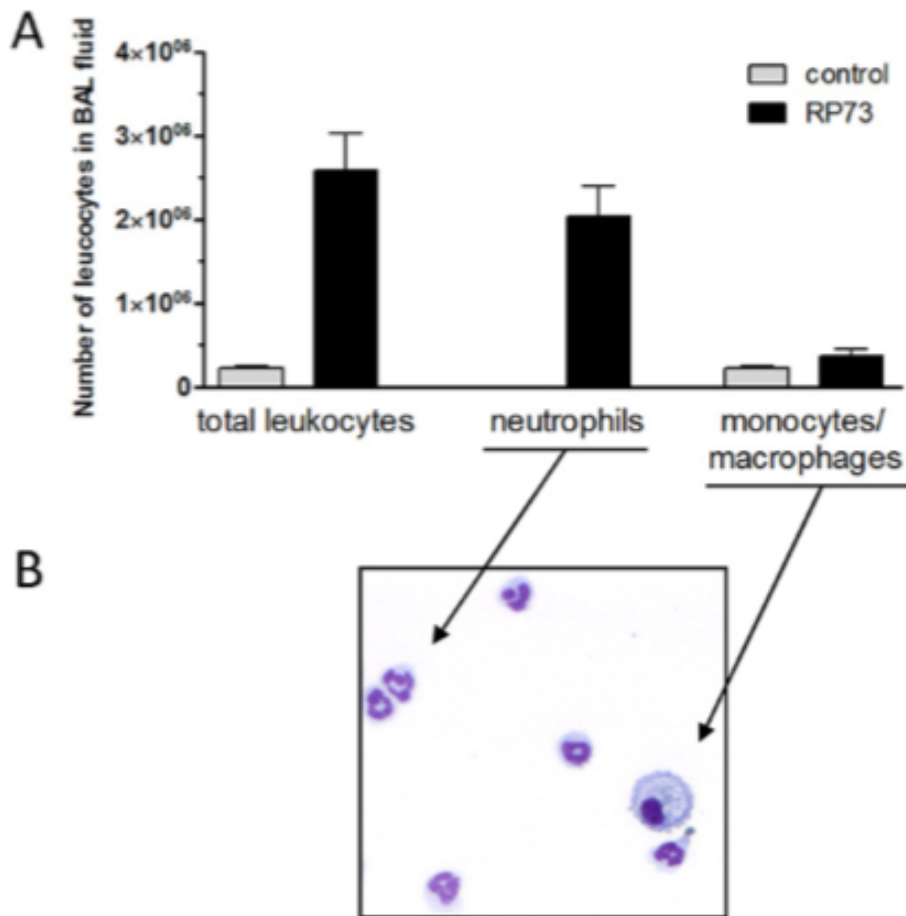 A
Number of leucocytes in BAL fluid
4×10⁰⁶
3×10⁰⁶
2×10⁰⁶
1×10⁰⁶
0
control
RP73
total leukocytes
neutrophils
monocytes/
macrophages
B